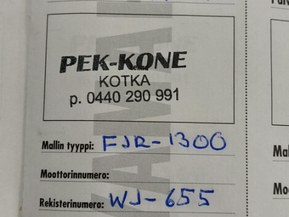 PEK-KONE
KOTKA
p. 0440 290 991
Mallin tyyppi: FJR-1300
Moottorinumero:
Rekisterinumero: WJ-655